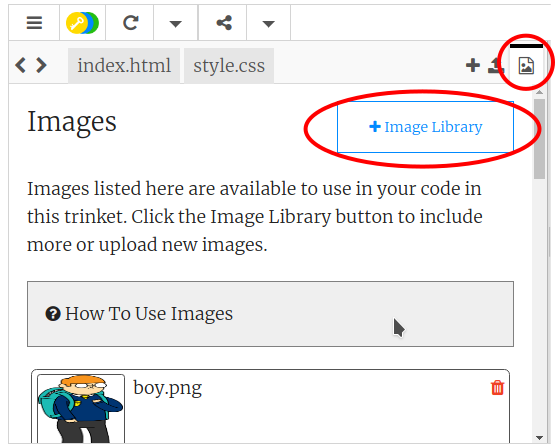 index.html style.css
Images
Image Library
Images listed here are available to use in your code in
this trinket. Click the Image Library button to include
more or upload new images.
How To Use Images
boy.png